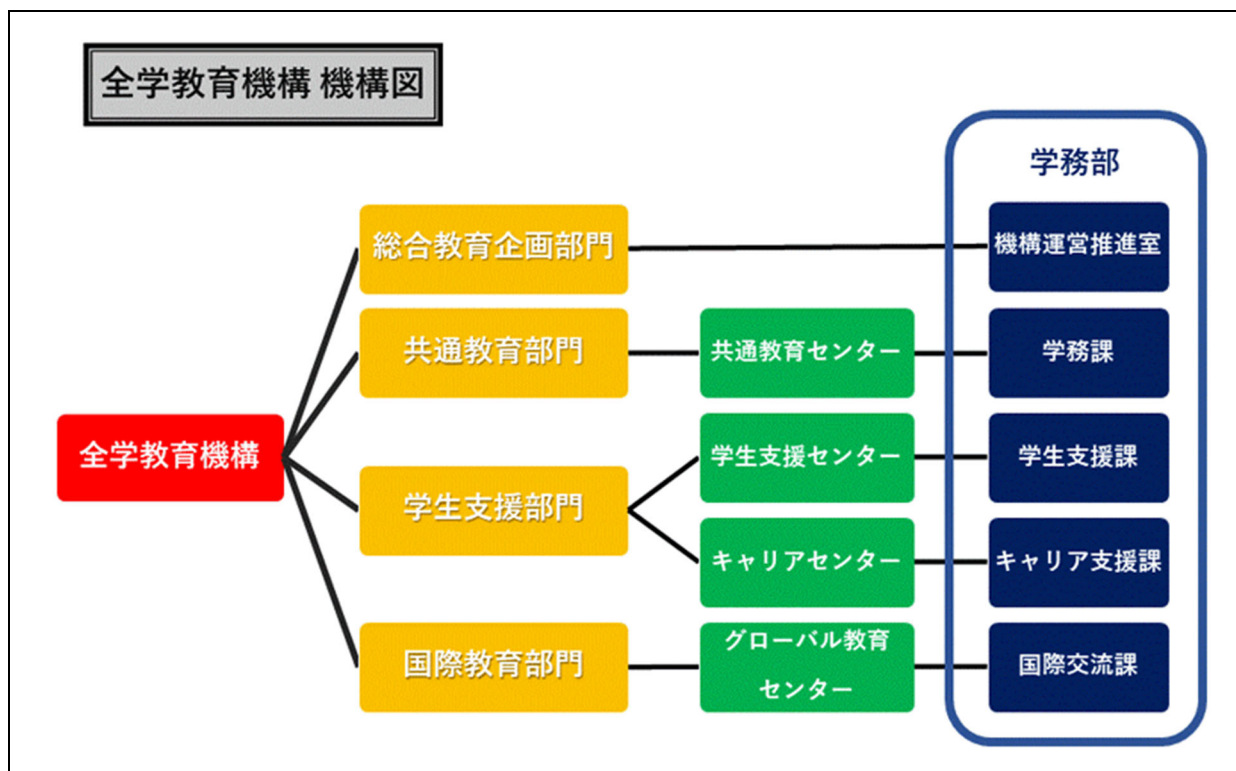 全学教育機構 機構図
学務部
総合教育企画部門
機構運営推進室
共通教育部門
共通教育センター
学務課
全学教育機構
学生支援部門
学生支援センター
学生支援課
キャリアセンター
キャリア支援課
国際教育部門
グローバル教育
センター
国際交流課